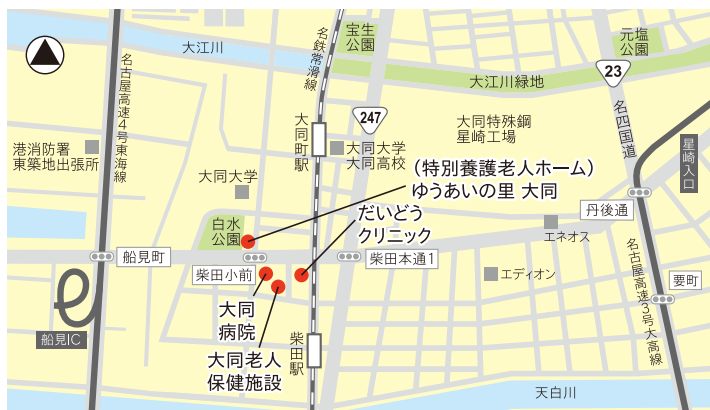 大江川
名鉄常滑線
宝生
公園
元塩
公園
23
大江川緑地
名古屋高速4号東海線
247
名四国道
大同特殊鋼
星崎工場
港消防署
東築地出張所
大同町駅
大同大学
大同高校
星崎入口
大同大学
(特別養護老人ホーム)
ゆうあいの里 大同
だいどう
クリニック
丹後通
白水
公園
エネオス
船見町
柴田本通1
柴田小前
エディオン
要町
名古屋高速3号大高線
大同
病院
船見IC
柴田駅
大同老人
保健施設
天白川